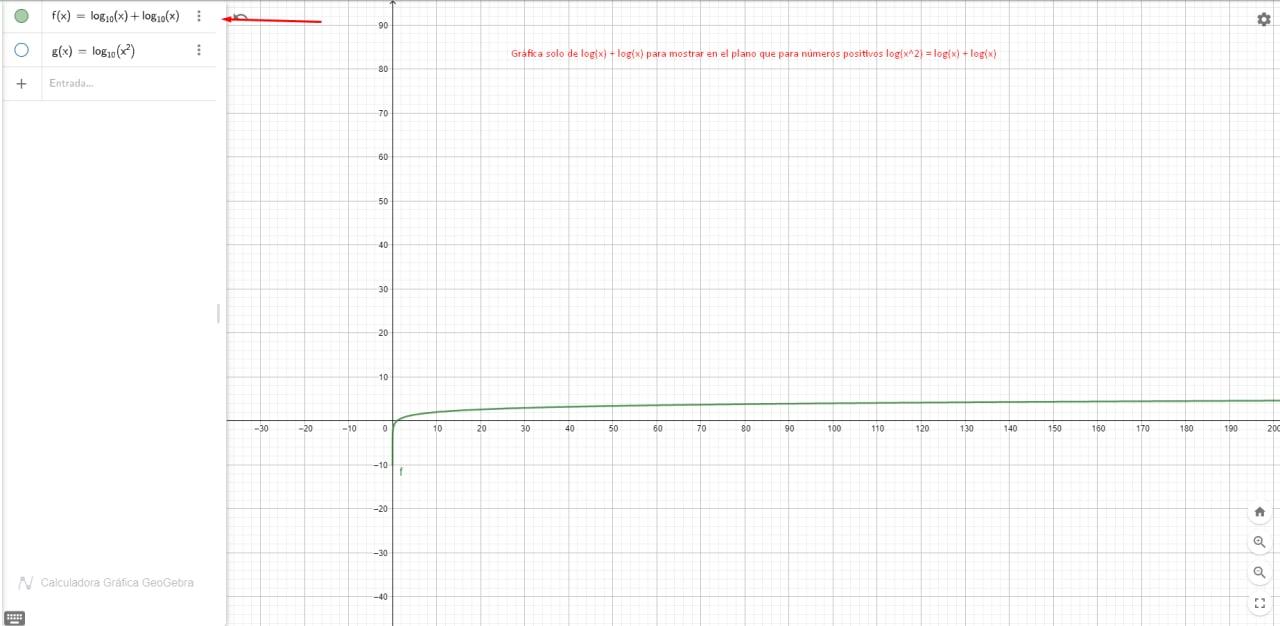 f(x) = log₁₀(x) + log₁₀(x)
g(x) = log₁₀(x²)
Entrada...
Gráfica solo de log(x) + log(x) para mostrar en el plano que para números positivos log(x^2) = log(x) + log(x)
90
80
70
60
50
40
30
20
10
−30 −20 −10 0 10 20 30 40 50 60 70 80 90 100 110 120 130 140 150 160 170 180 190 200
−10
f
−20
−30
−40
Calculadora Gráfica GeoGebra